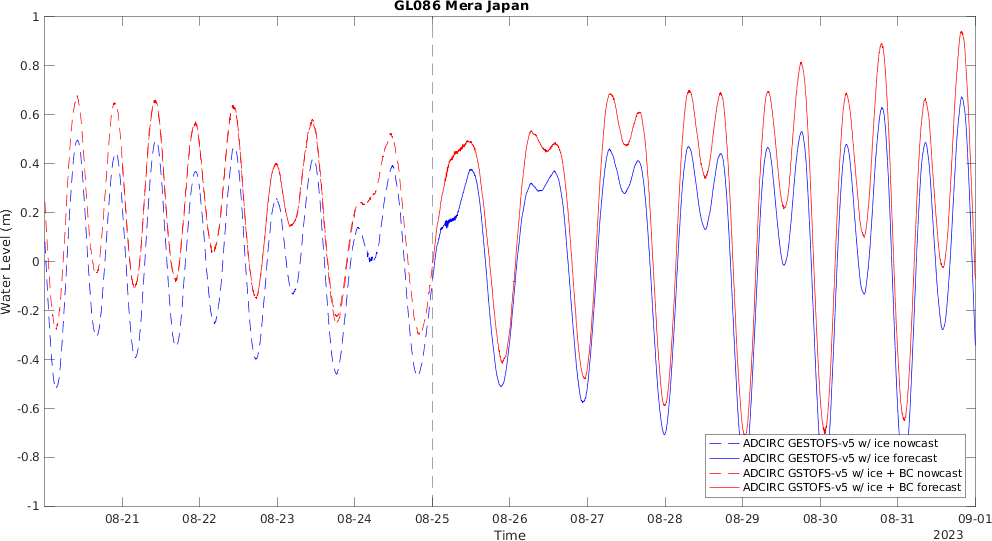 GL086 Mera Japan
1
0.8
0.6
0.4
0.2
0
-0.2
-0.4
-0.6
-0.8
-1
Water Level (m)
ADCIRC GESTOFS-v5 w/ ice nowcast
ADCIRC GESTOFS-v5 w/ ice forecast
ADCIRC GSTOFS-v5 w/ ice + BC nowcast
ADCIRC GSTOFS-v5 w/ ice + BC forecast
08-21 08-22 08-23 08-24 08-25 08-26 08-27 08-28 08-29 08-30 08-31 09-01
Time
2023